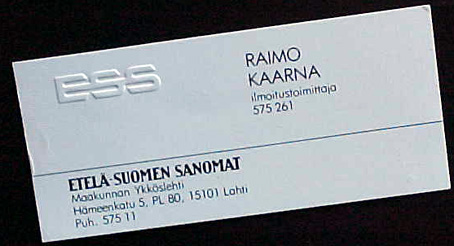 ESS
RAIMO
KAARNA
ilmoitustoimittaja
575 261
ETELÄ-SUOMEN SANOMAT
Maakunnan Ykköslehti
Hämeenkatu 5, PL 80, 15101 Lahti
Puh. 575 11